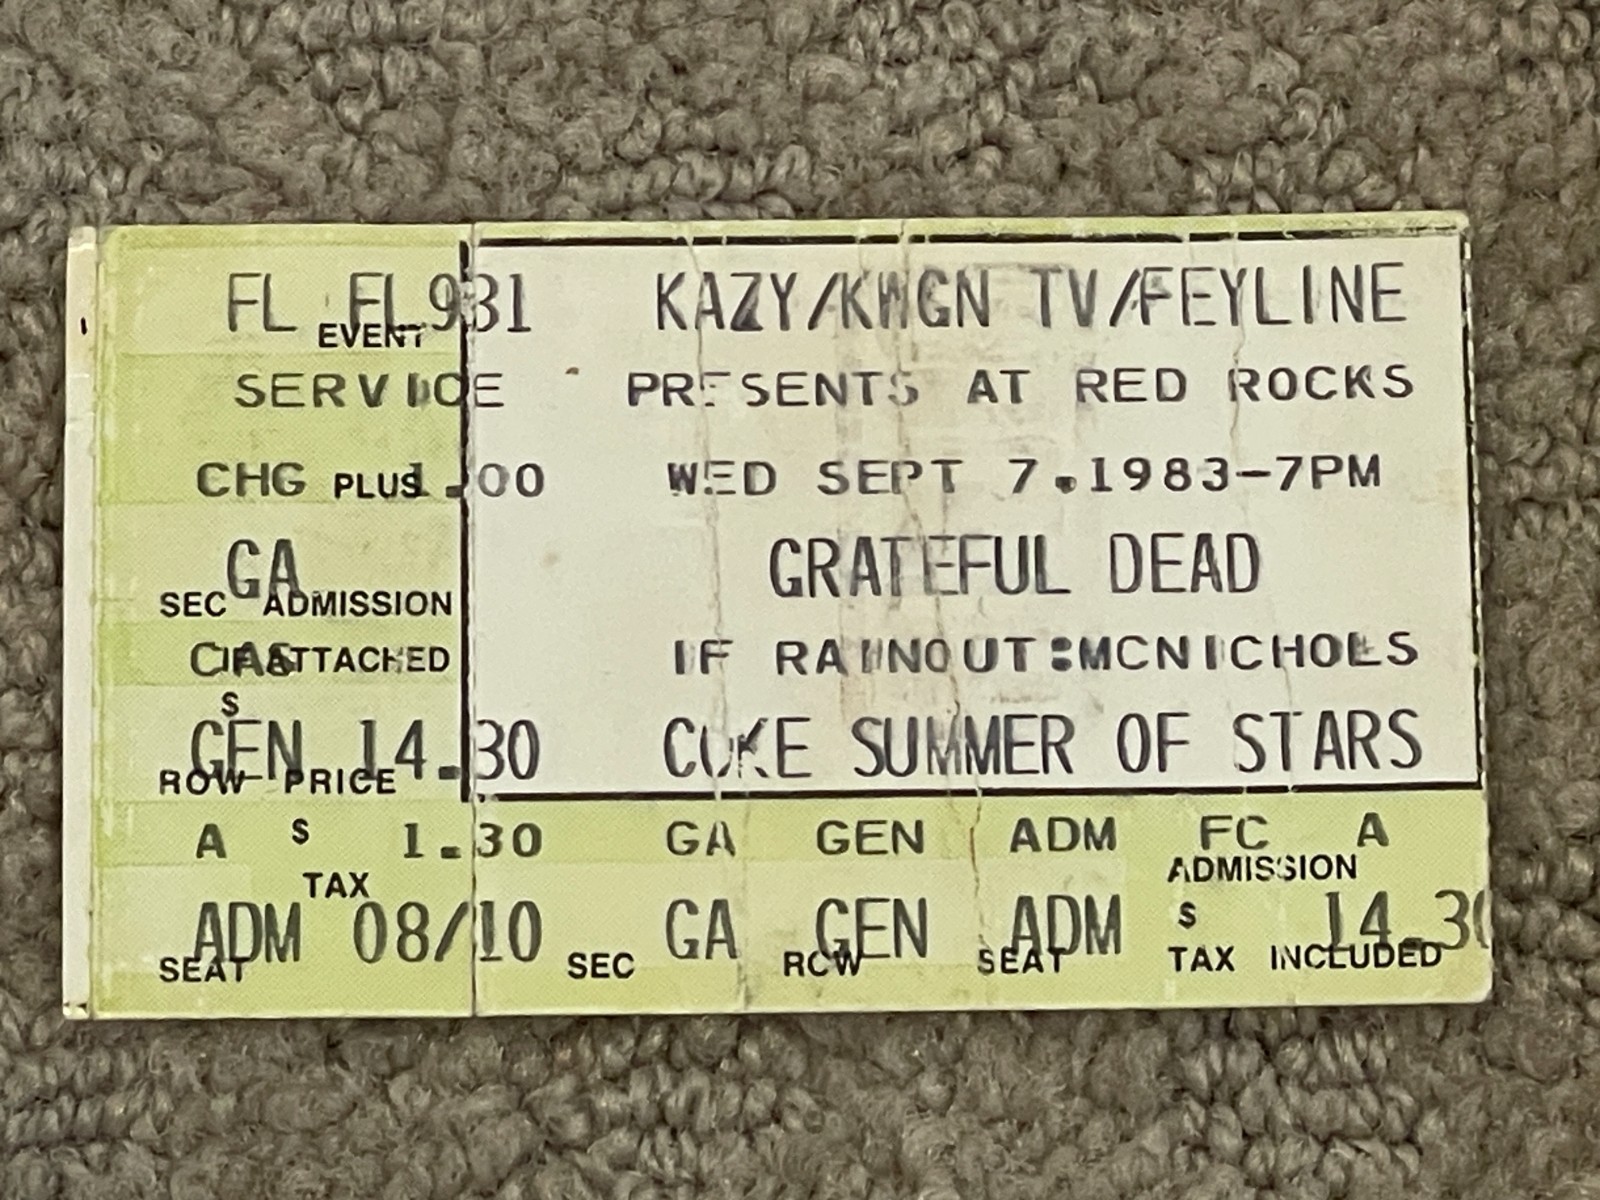 FL FL931 KAZY/KWGN TV/FEYLINE
EVENT
SERVICE PRESENTS AT RED ROCKS
CHG PLUS 1.00 WED SEPT 7.1983-7PM
GA GRATEFUL DEAD
SEC ADMISSION
CAS IF ATTACHED IF RAINOUT:MCNICHOLS
$
GEN 14.30 COKE SUMMER OF STARS
ROW PRICE
A $ 1.30 GA GEN ADM FC A
TAX ADMISSION
ADM 08/10 GA GEN ADM $ 14.30
SEAT SEC ROW SEAT TAX INCLUDED